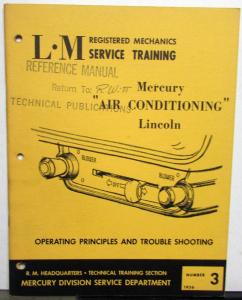 L·M REGISTERED MECHANICS
SERVICE TRAINING
REFERENCE MANUAL
Return To: R.W.
Mercury
"AIR CONDITIONING"
TECHNICAL PUBLICATIONS
Lincoln
BLOWER
BLOWER
OFF
OPERATING PRINCIPLES AND TROUBLE SHOOTING
R. M. HEADQUARTERS • TECHNICAL TRAINING SECTION
MERCURY DIVISION SERVICE DEPARTMENT
NUMBER 3
1956